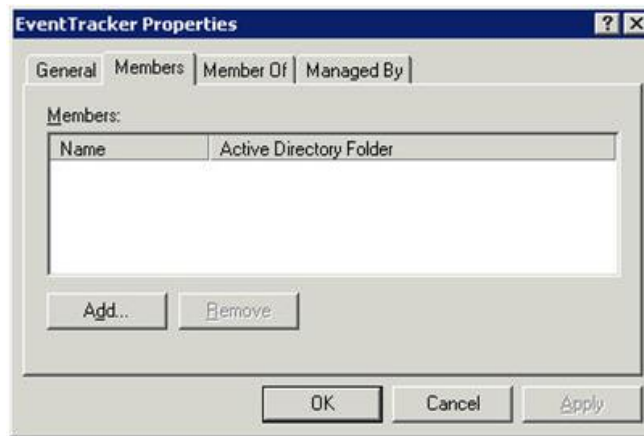 EventTracker Properties ? X
General Members Member Of Managed By
Members:
Name Active Directory Folder
Add... Remove
OK Cancel Apply